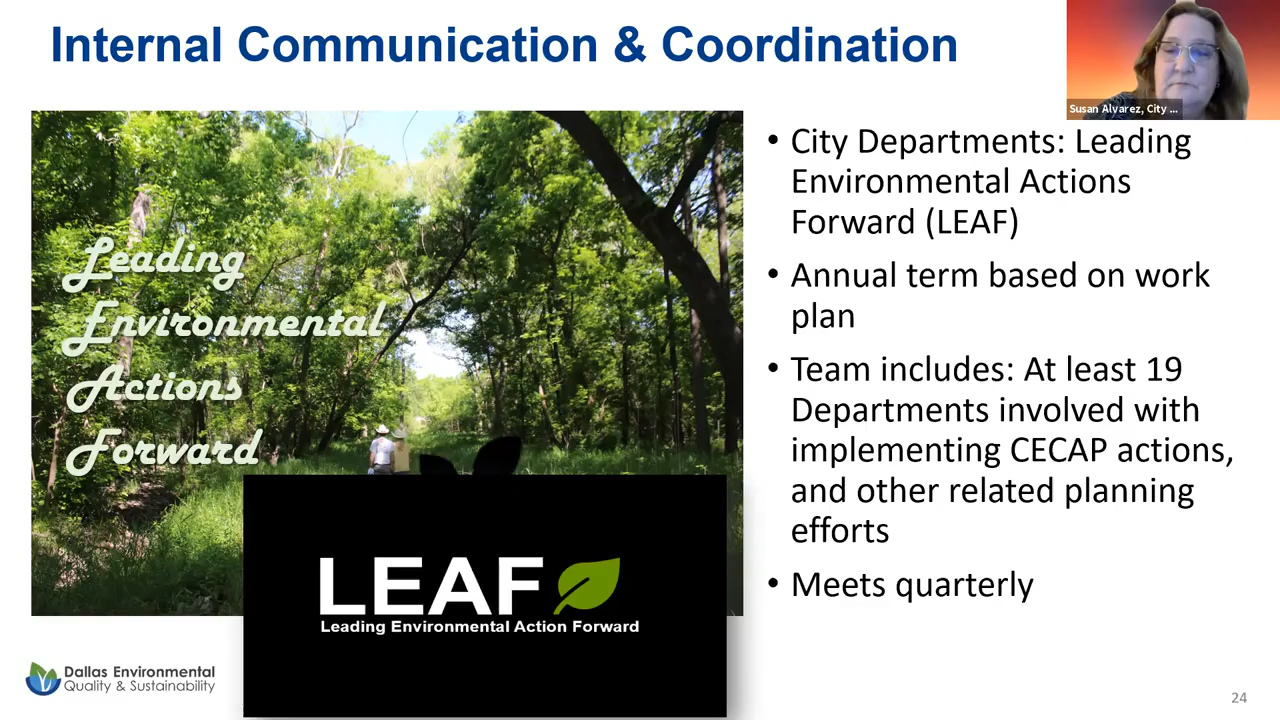 Internal Communication & Coordination
Susan Alvarez, City ...
Leading
Environmental
Actions
Forward
• City Departments: Leading
Environmental Actions
Forward (LEAF)
• Annual term based on work
plan
• Team includes: At least 19
Departments involved with
implementing CECAP actions,
and other related planning
efforts
• Meets quarterly
LEAF
Leading Environmental Action Forward
Dallas Environmental
Quality & Sustainability
24